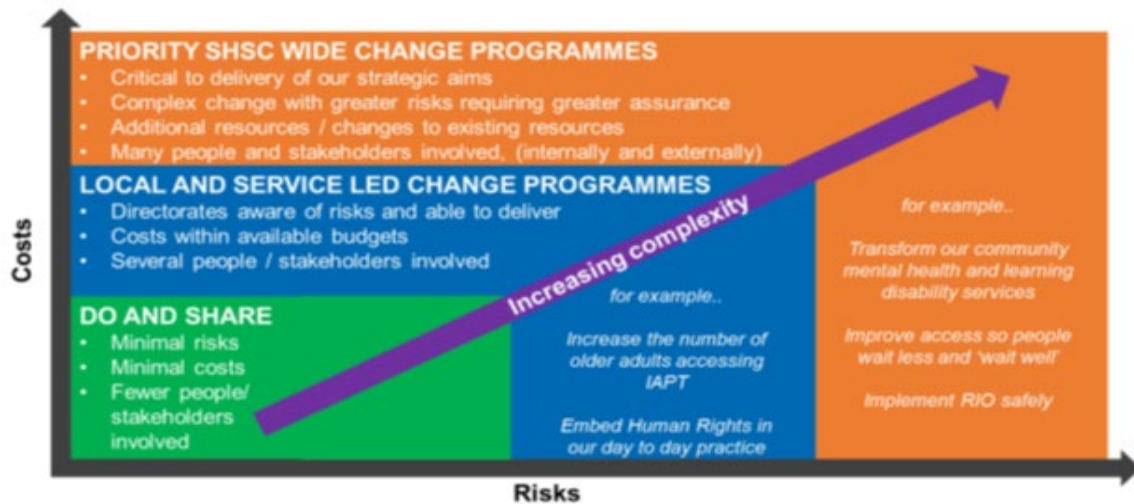 PRIORITY SHSC WIDE CHANGE PROGRAMMES
• Critical to delivery of our strategic aims
• Complex change with greater risks requiring greater assurance
• Additional resources / changes to existing resources
• Many people and stakeholders involved, (internally and externally)
LOCAL AND SERVICE LED CHANGE PROGRAMMES
• Directorates aware of risks and able to deliver
• Costs within available budgets
• Several people / stakeholders involved
DO AND SHARE
• Minimal risks
• Minimal costs
• Fewer people/
stakeholders
involved
Increasing complexity
for example..
Increase the number of
older adults accessing
IAPT
Embed Human Rights in
our day to day practice
for example..
Transform our community
mental health and learning
disability services
Improve access so people
wait less and ‘wait well’
Implement RIO safely
Costs
Risks